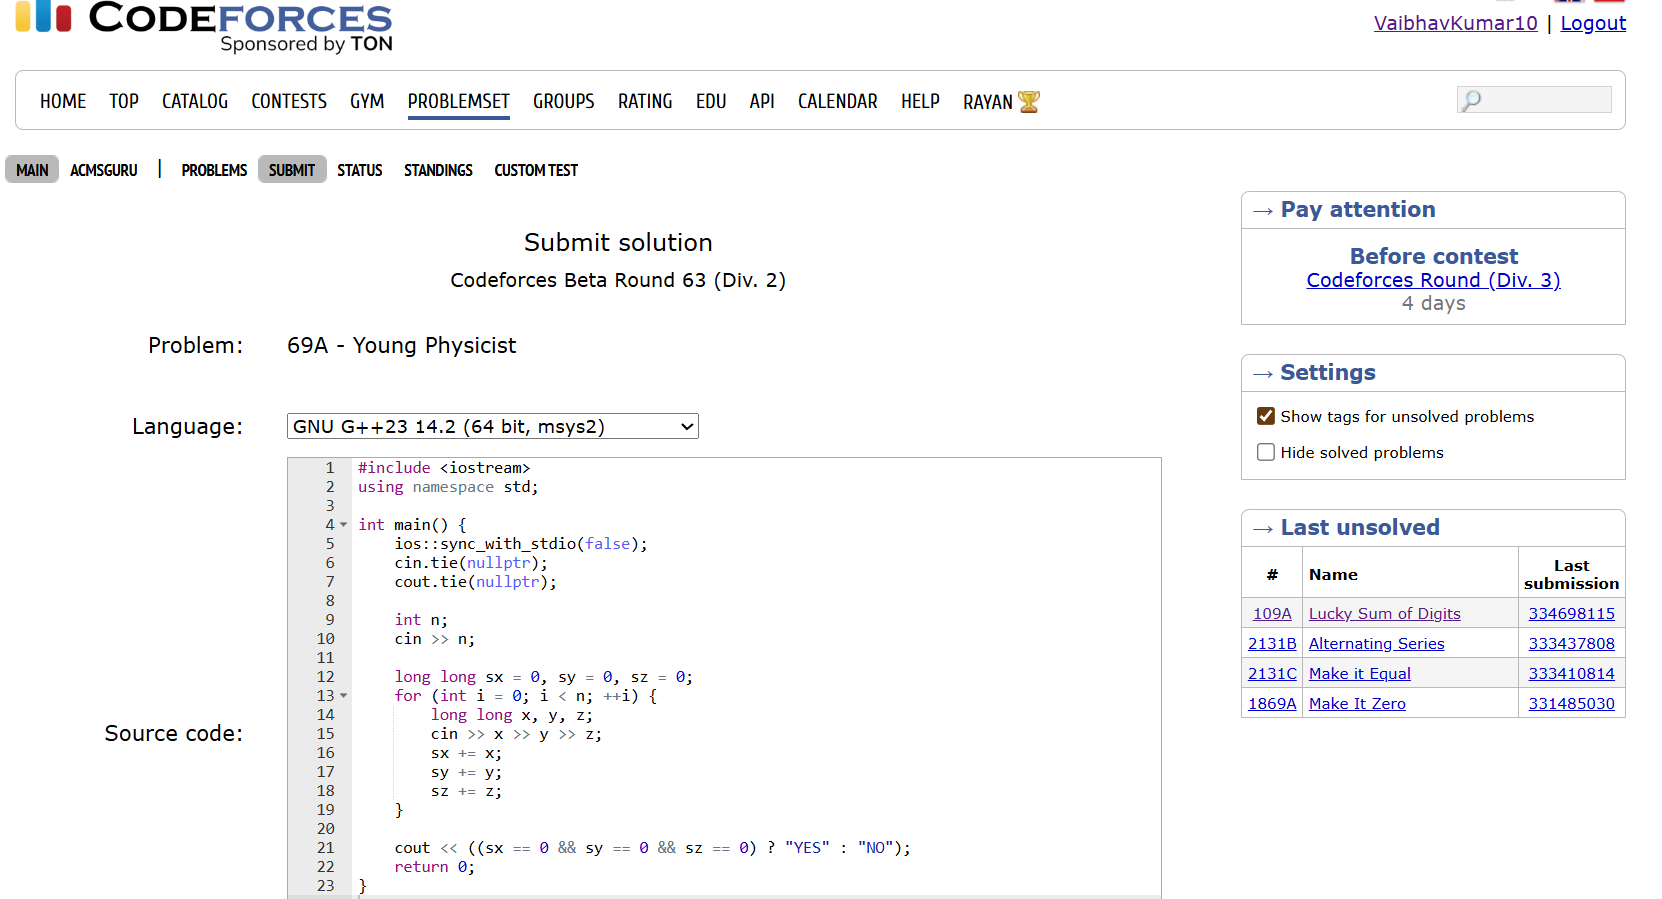 CODEFORCES
Sponsored by TON
VaibhavKumar10 | Logout
HOME TOP CATALOG CONTESTS GYM PROBLEMSET GROUPS RATING EDU API CALENDAR HELP RAYAN
MAIN ACMSGURU | PROBLEMS SUBMIT STATUS STANDINGS CUSTOM TEST
Submit solution
Codeforces Beta Round 63 (Div. 2)
Problem: 69A - Young Physicist
Language: GNU G++23 14.2 (64 bit, msys2)
Source code:
1 #include <iostream>
2 using namespace std;
3
4 int main() {
5     ios::sync_with_stdio(false);
6     cin.tie(nullptr);
7     cout.tie(nullptr);
8
9     int n;
10     cin >> n;
11
12     long long sx = 0, sy = 0, sz = 0;
13     for (int i = 0; i < n; ++i) {
14         long long x, y, z;
15         cin >> x >> y >> z;
16         sx += x;
17         sy += y;
18         sz += z;
19     }
20
21     cout << ((sx == 0 && sy == 0 && sz == 0) ? "YES" : "NO");
22     return 0;
23 }
→ Pay attention
Before contest
Codeforces Round (Div. 3)
4 days
→ Settings
Show tags for unsolved problems
Hide solved problems
→ Last unsolved
# Name Last submission
109A Lucky Sum of Digits 334698115
2131B Alternating Series 333437808
2131C Make it Equal 333410814
1869A Make It Zero 331485030